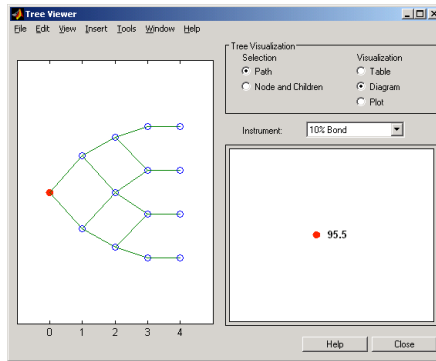 Tree Viewer
File Edit View Insert Tools Window Help
Tree Visualization
Selection
Visualization
Path
Table
Node and Children
Diagram
Plot
Instrument:
10% Bond
95.5
0 1 2 3 4
Help
Close